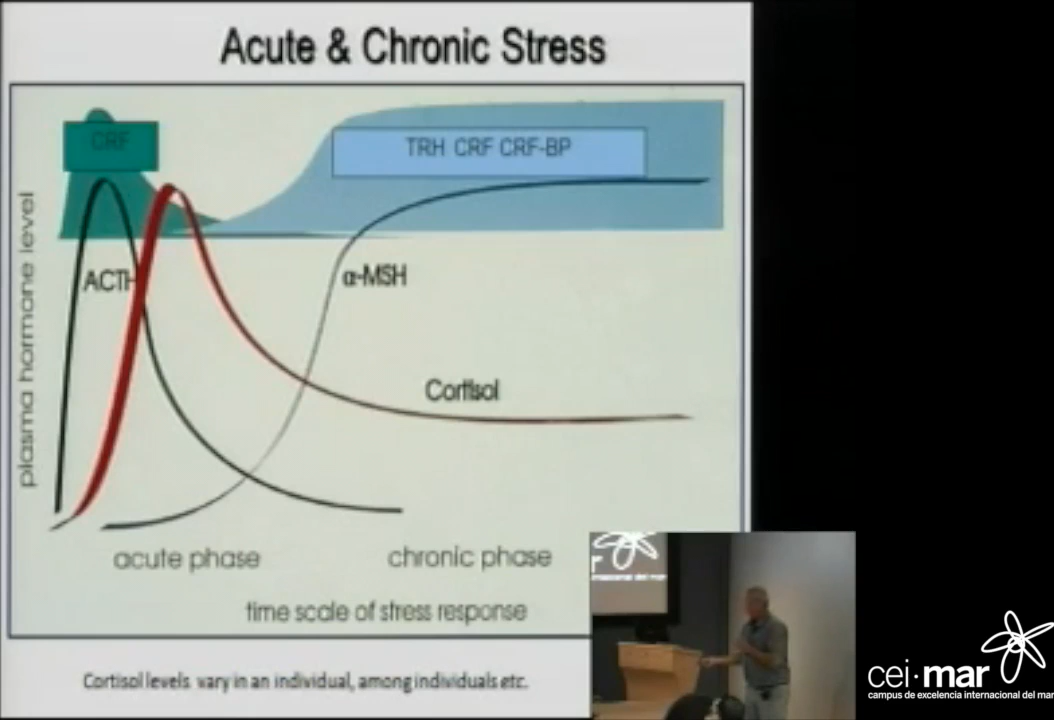 Acute & Chronic Stress
CRF
TRH CRF CRF-BP
plasma hormone level
ACTH
α-MSH
Cortisol
acute phase
chronic phase
time scale of stress response
Cortisol levels vary in an individual, among individuals etc.
cei·mar
campus de excelencia internacional del mar